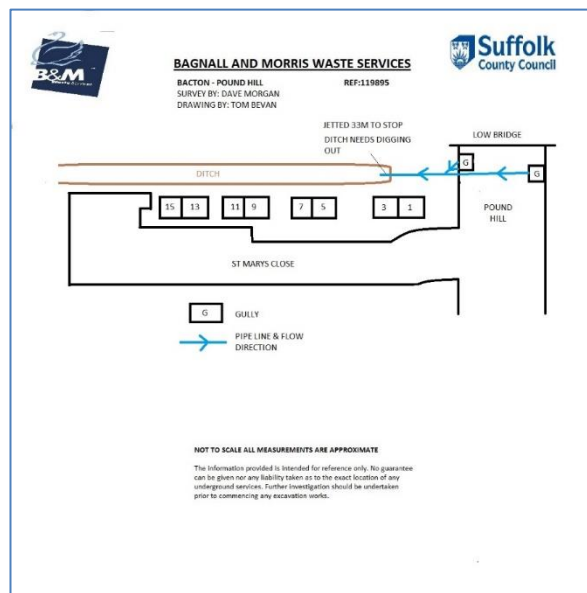 B&M
Suffolk
County Council
BAGNALL AND MORRIS WASTE SERVICES
BACTON - POUND HILL
REF:119895
SURVEY BY: DAVE MORGAN
DRAWING BY: TOM BEVAN
JETTED 33M TO STOP
DITCH NEEDS DIGGING
OUT
LOW BRIDGE
DITCH
G
G
15
13
11
9
7
5
3
1
POUND
HILL
ST MARYS CLOSE
G
GULLY
PIPE LINE & FLOW
DIRECTION
NOT TO SCALE ALL MEASUREMENTS ARE APPROXIMATE
The information provided is intended for reference only. No guarantee
can be given nor any liability taken as to the exact location of any
underground services. Further investigation should be undertaken
prior to commencing any excavation works.